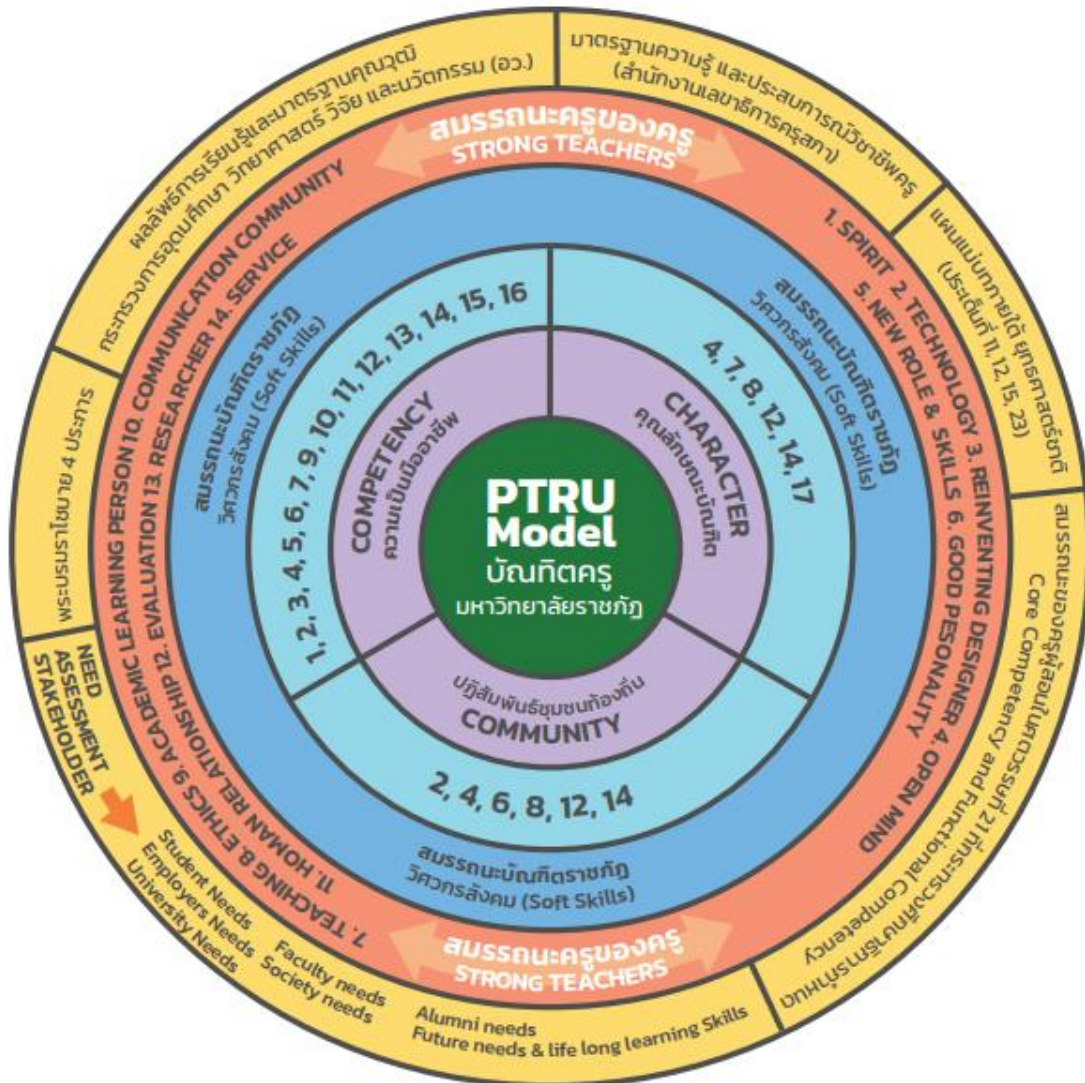 ผลลัพธ์การเรียนรู้และมาตรฐานคุณวุฒิ
กระทรวงการอุดมศึกษา วิทยาศาสตร์ วิจัย และนวัตกรรม (อว.)
มาตรฐานความรู้ และประสบการณ์วิชาชีพครู
(สำนักงานเลขาธิการคุรุสภา)
แผนแม่บทภายใต้ ยุทธศาสตร์ชาติ
(ประเด็นที่ 11, 12, 15, 23)
สมรรถนะของครูผู้สอนในศตวรรษที่ 21 ที่กระทรวงศึกษาธิการกำหนด
Core Competency and Functional Competency
พระบรมราโชบาย 4 ประการ
NEED
ASSESSMENT
STAKEHOLDER
Student Needs
Employers Needs
University Needs
Faculty needs
Society needs
Alumni needs
Future needs & life long learning Skills
สมรรถนะครูของครู
STRONG TEACHERS
1. SPIRIT 2. TECHNOLOGY 3. REINVENTING DESIGNER 4. OPEN MIND
5. NEW ROLE & SKILLS 6. GOOD PESONALITY
7. TEACHING 8. ETHICS 9. ACADEMIC LEARNING PERSON 10. COMMUNICATION COMMUNITY
11. HOMAN RELATIONSHIP 12. EVALUATION 13. RESEARCHER 14. SERVICE
สมรรถนะครูของครู
STRONG TEACHERS
สมรรถนะบัณฑิตราชภัฏ
วิศวกรสังคม (Soft Skills)
สมรรถนะบัณฑิตราชภัฏ
วิศวกรสังคม (Soft Skills)
สมรรถนะบัณฑิตราชภัฏ
วิศวกรสังคม (Soft Skills)
1, 2, 3, 4, 5, 6, 7, 9, 10, 11, 12, 13, 14, 15, 16
4, 7, 8, 12, 14, 17
2, 4, 6, 8, 12, 14
COMPETENCY
ความเป็นมืออาชีพ
CHARACTER
คุณลักษณะบัณฑิต
ปฏิสัมพันธ์ชุมชนท้องถิ่น
COMMUNITY
PTRU
Model
บัณฑิตครู
มหาวิทยาลัยราชภัฏ